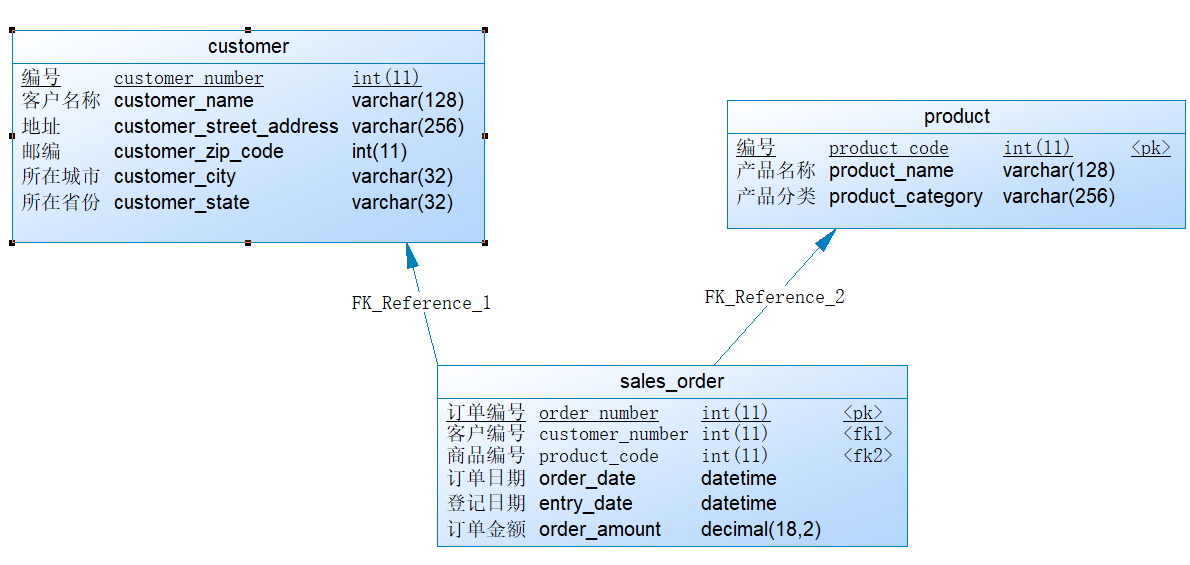 customer
编号 customer_number int(11)
客户名称 customer_name varchar(128)
地址 customer_street_address varchar(256)
邮编 customer_zip_code int(11)
所在城市 customer_city varchar(32)
所在省份 customer_state varchar(32)
product
编号 product_code int(11) <pk>
产品名称 product_name varchar(128)
产品分类 product_category varchar(256)
FK_Reference_1
FK_Reference_2
sales_order
订单编号 order_number int(11) <pk>
客户编号 customer_number int(11) <fk1>
商品编号 product_code int(11) <fk2>
订单日期 order_date datetime
登记日期 entry_date datetime
订单金额 order_amount decimal(18,2)